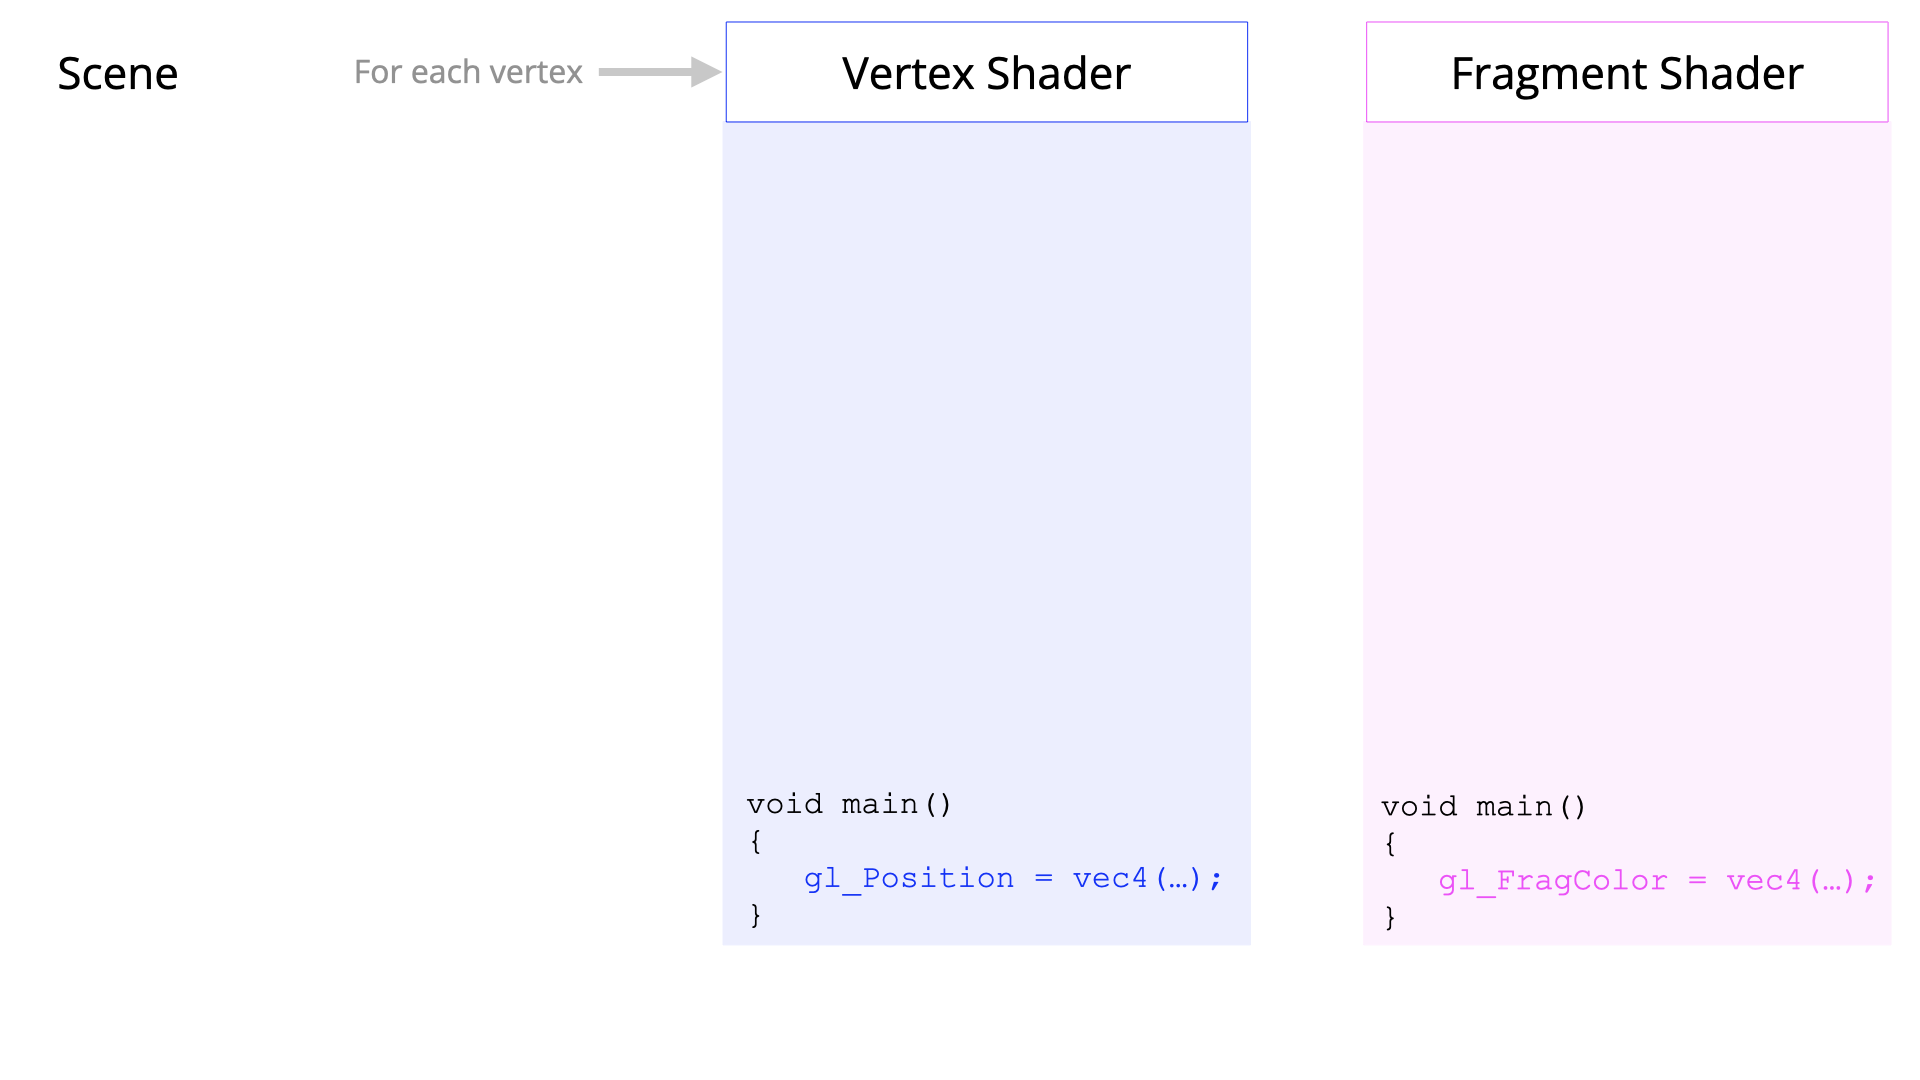 Scene
For each vertex
Vertex Shader
Fragment Shader
void main()
{
   gl_Position = vec4(…);
}
void main()
{
   gl_FragColor = vec4(…);
}